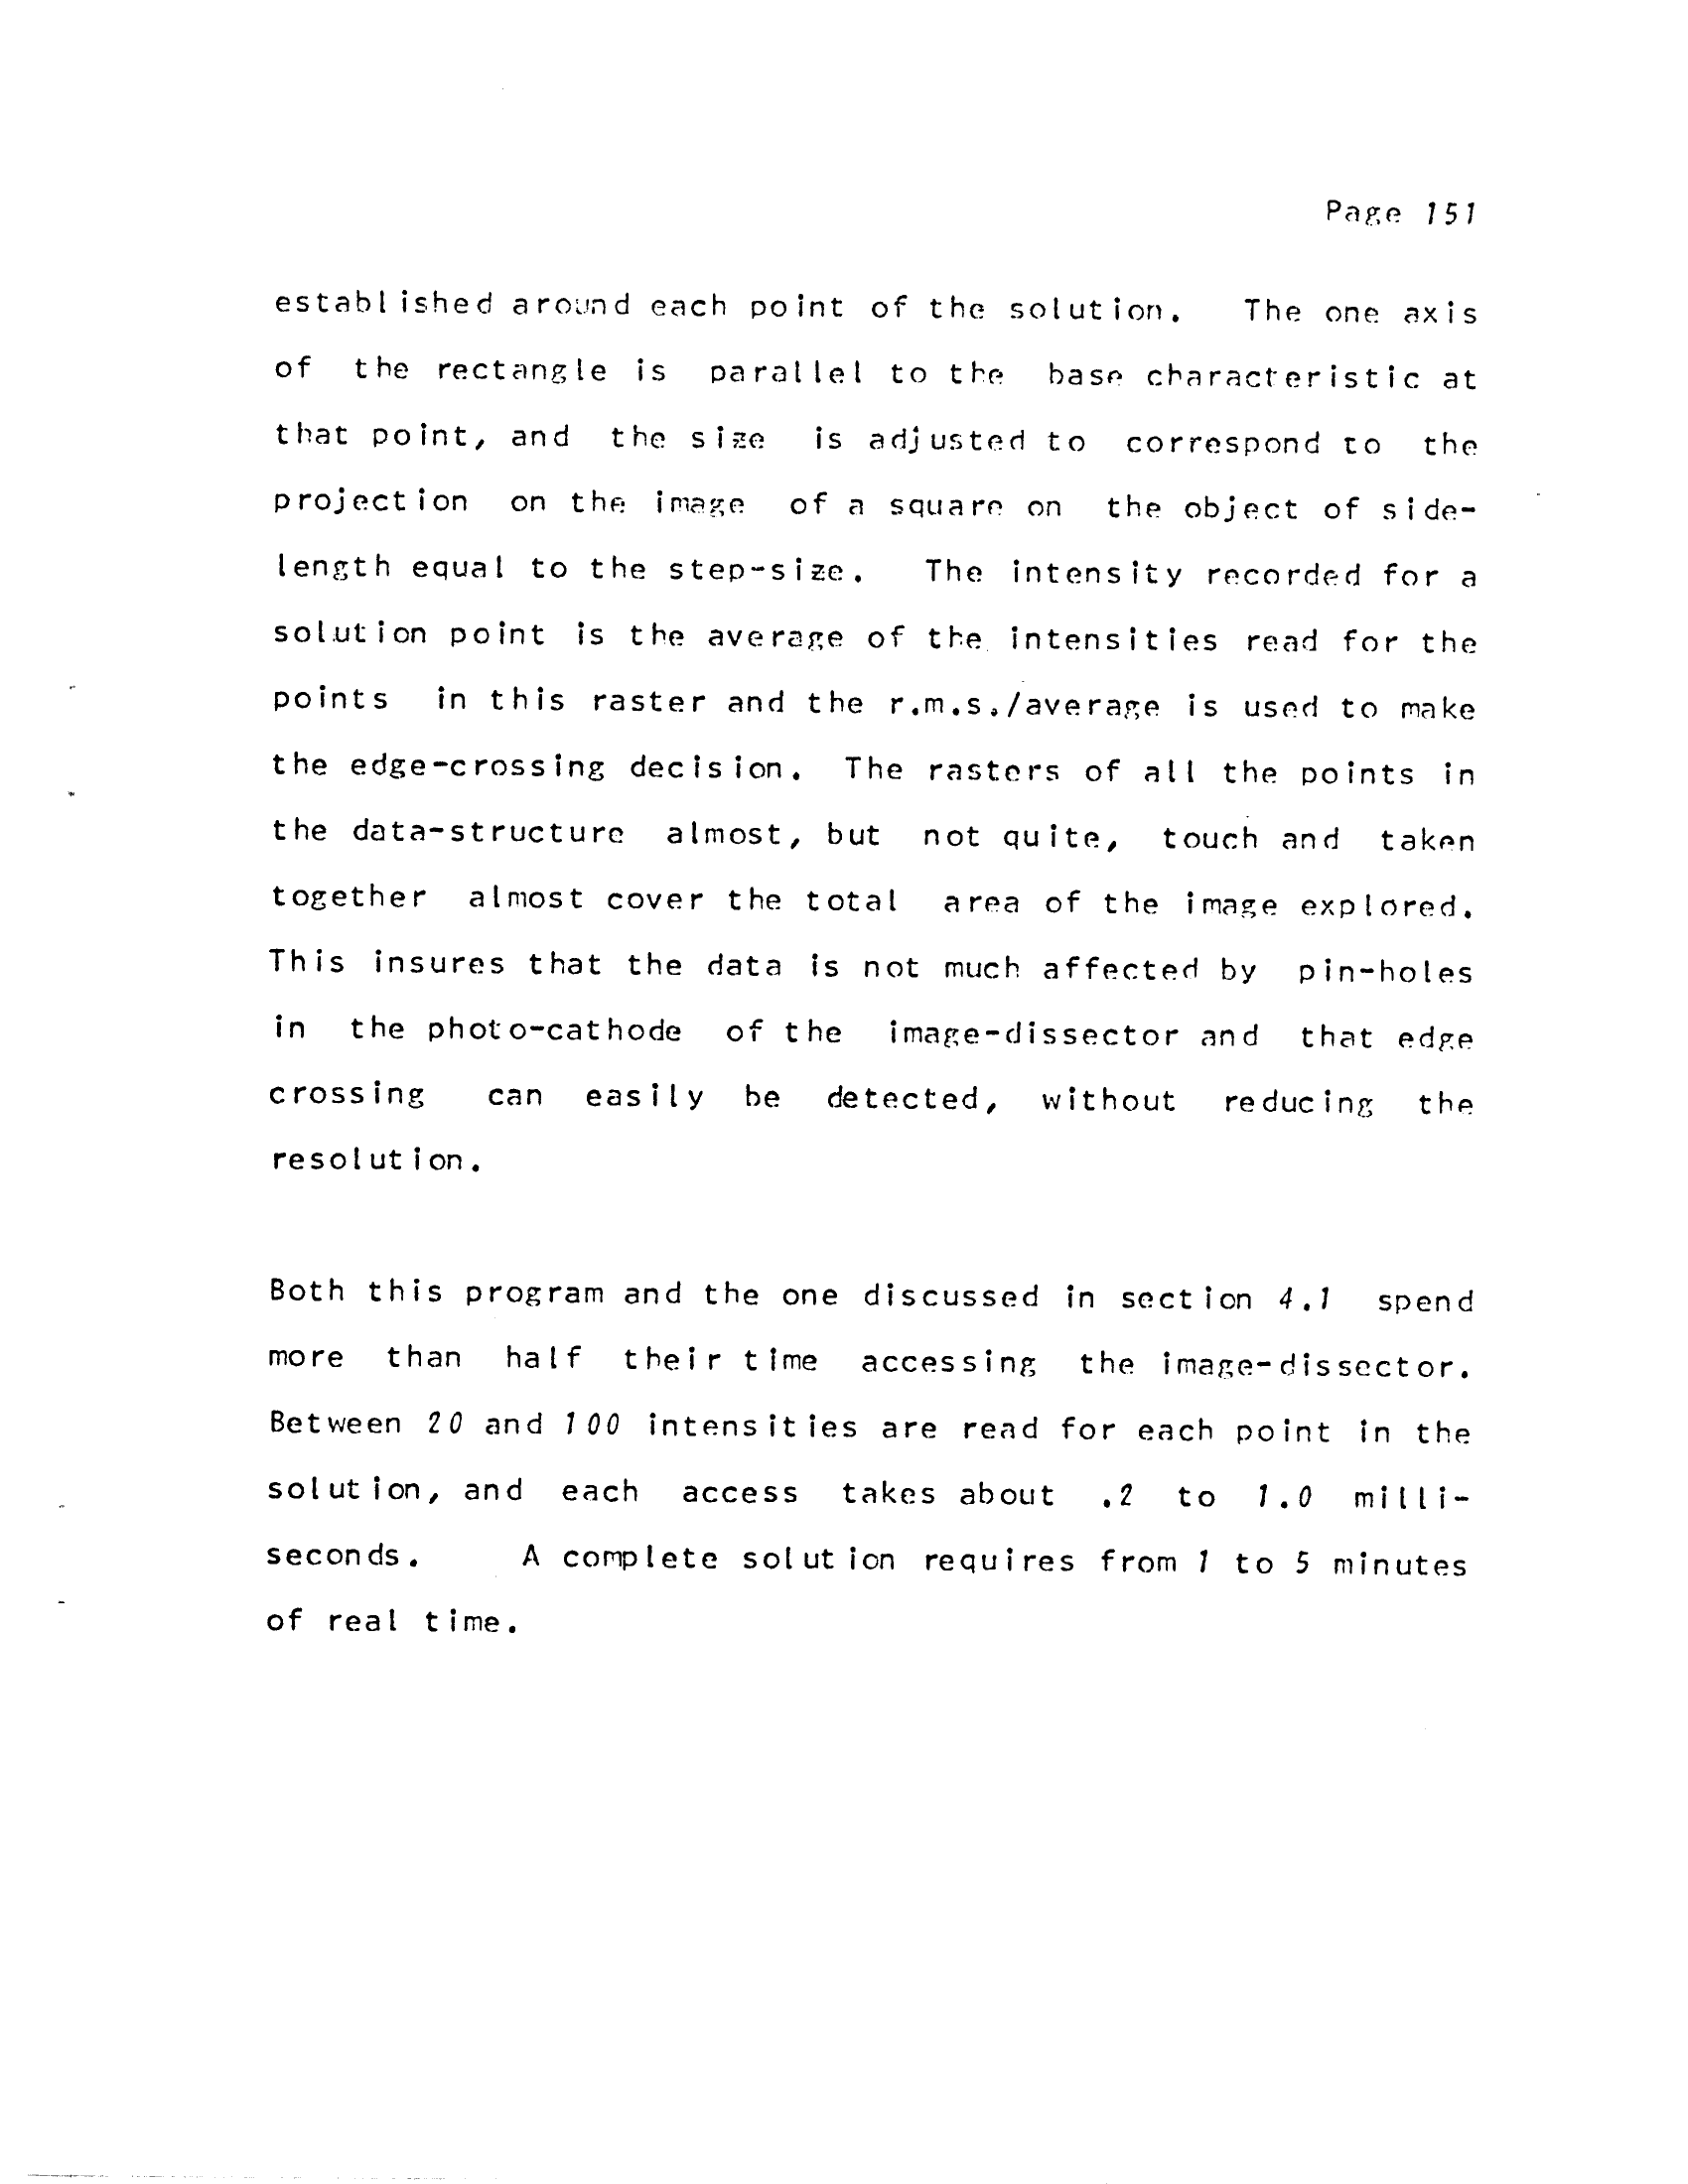 Page 151
established around each point of the solution. The one axis
of the rectangle is parallel to the base characteristic at
that point, and the size is adjusted to correspond to the
projection on the image of a square on the object of side-
length equal to the step-size. The intensity recorded for a
solution point is the average of the intensities read for the
points in this raster and the r.m.s./average is used to make
the edge-crossing decision. The rasters of all the points in
the data-structure almost, but not quite, touch and taken
together almost cover the total area of the image explored.
This insures that the data is not much affected by pin-holes
in the photo-cathode of the image-dissector and that edge
crossing can easily be detected, without reducing the
resolution.
Both this program and the one discussed in section 4.1 spend
more than half their time accessing the image-dissector.
Between 20 and 100 intensities are read for each point in the
solution, and each access takes about .2 to 1.0 milli-
seconds. A complete solution requires from 1 to 5 minutes
of real time.